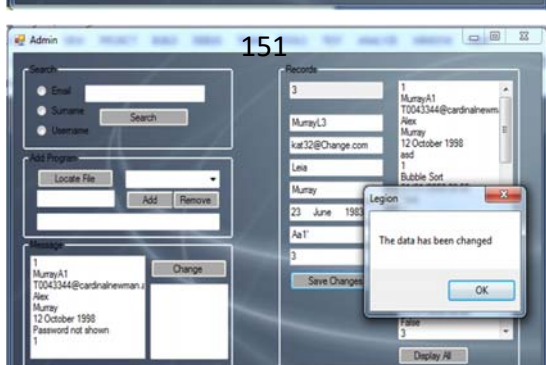 Admin
151
Search
Email
Surname
Username
Search
Add Program
Locate File
Add
Remove
Message
1
MurrayA1
T0043344@cardinalnewman.a
Alex
Murray
12 October 1998
Password not shown
1
Change
Records
3
MurrayL3
kat32@Change.com
Leia
Murray
23 June 1983
Aa1'
3
Save Changes
1
MurrayA1
T0043344@cardinalnewm
Alex
Murray
12 October 1998
asd
1
Bubble Sort
False
3
Display All
Legion
The data has been changed
OK